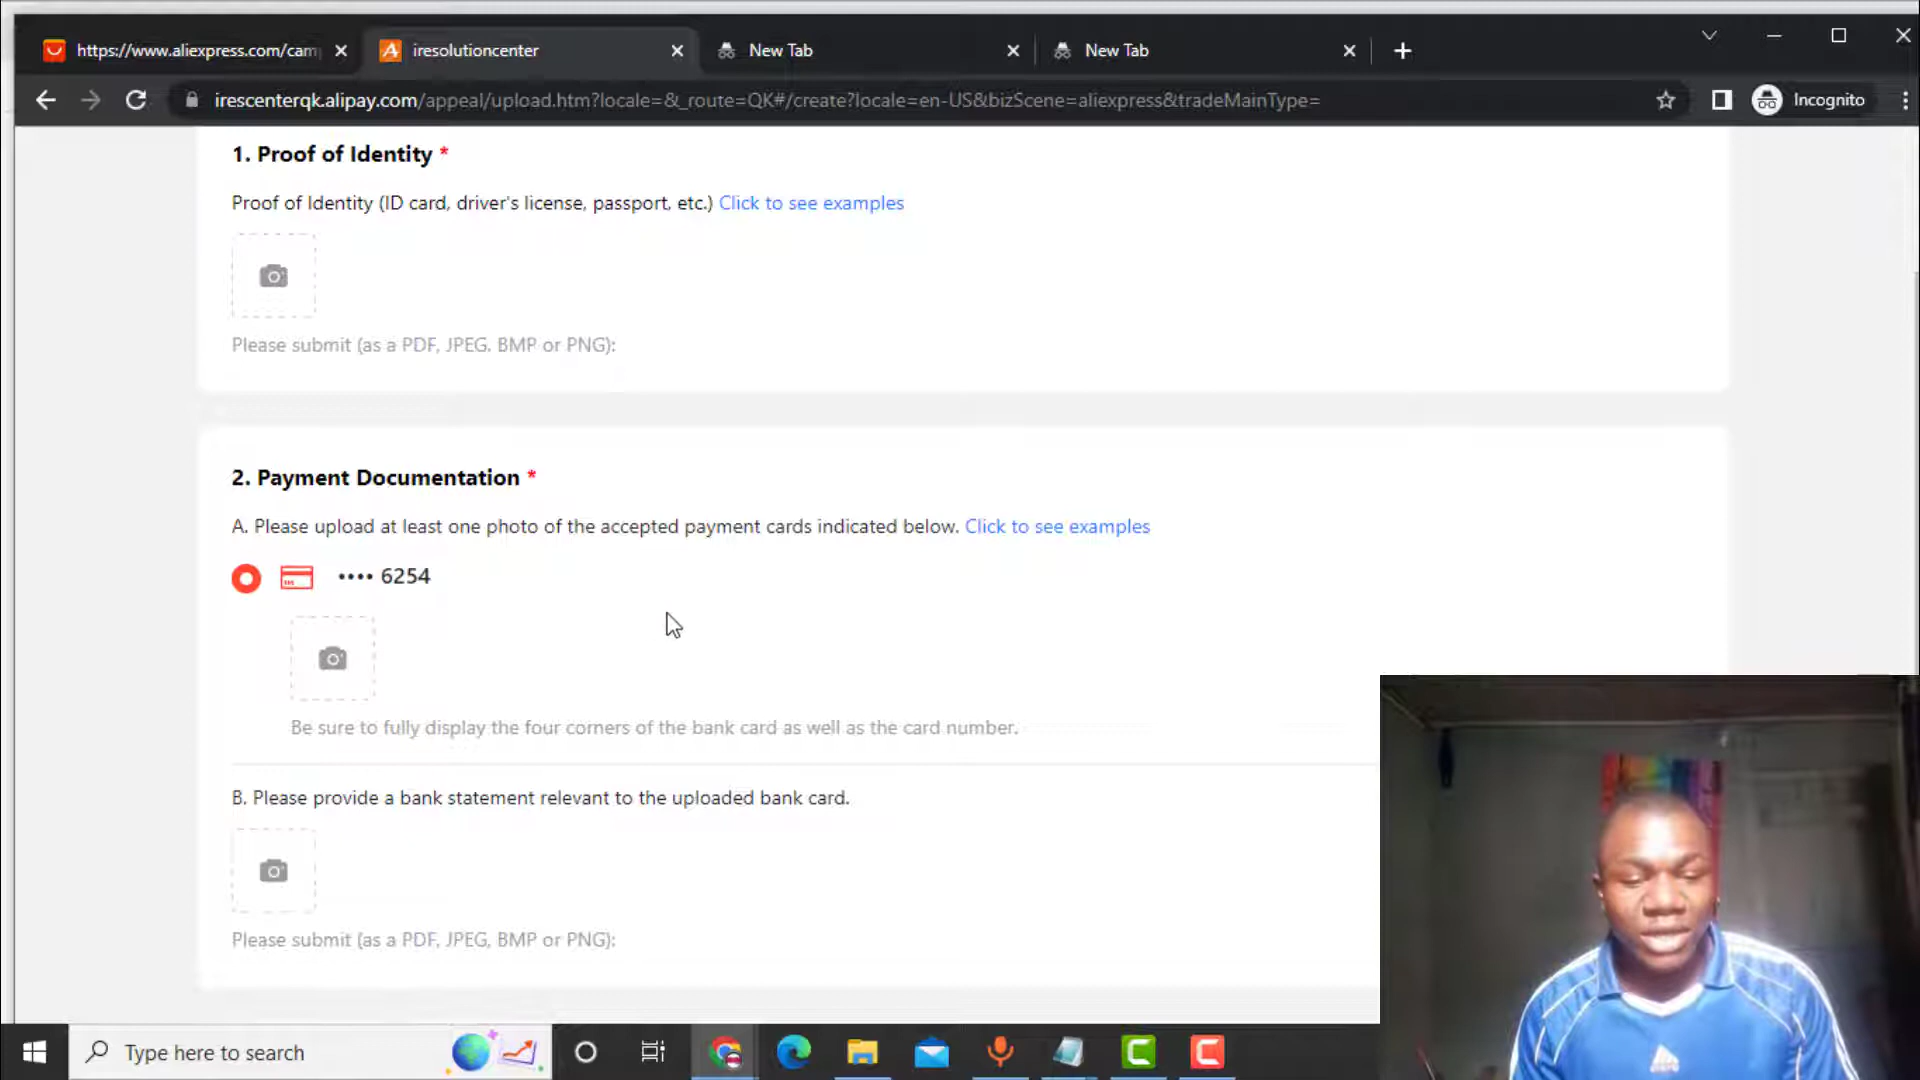 https://www.aliexpress.com/cam
iresolutioncenter
New Tab
New Tab
irescenterqk.alipay.com/appeal/upload.htm?locale=&_route=QK#/create?locale=en-US&bizScene=aliexpress&tradeMainType=
Incognito
1. Proof of Identity *
Proof of Identity (ID card, driver's license, passport, etc.) Click to see examples
Please submit (as a PDF, JPEG. BMP or PNG):
2. Payment Documentation *
A. Please upload at least one photo of the accepted payment cards indicated below. Click to see examples
•••• 6254
Be sure to fully display the four corners of the bank card as well as the card number.
B. Please provide a bank statement relevant to the uploaded bank card.
Please submit (as a PDF, JPEG, BMP or PNG):
Type here to search